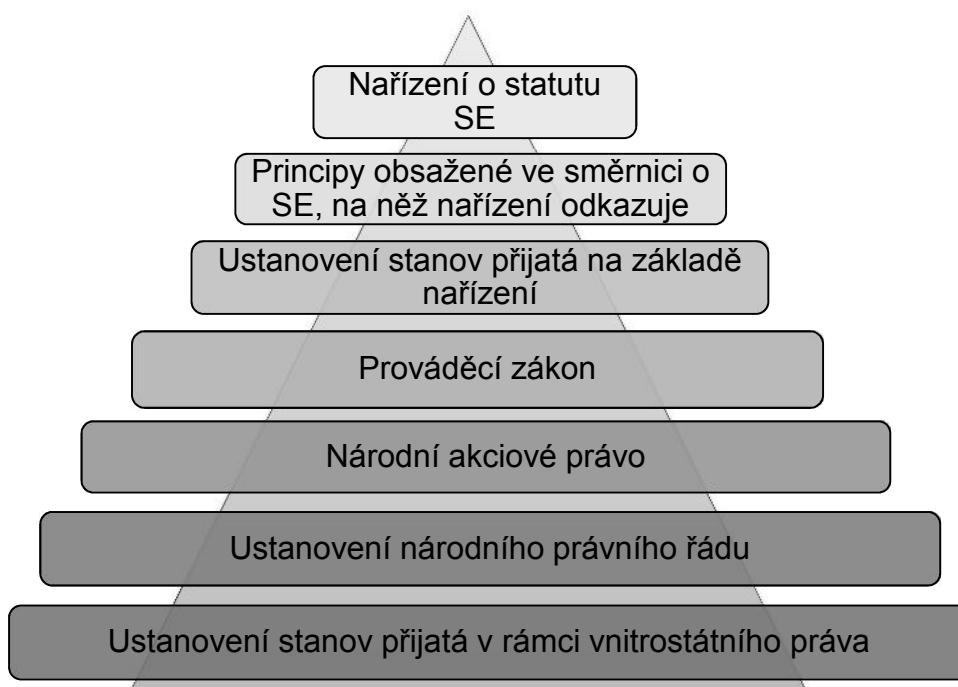 Nařízení o statutu
SE
Principy obsažené ve směrnici o
SE, na něž nařízení odkazuje
Ustanovení stanov přijatá na základě
nařízení
Prováděcí zákon
Národní akciové právo
Ustanovení národního právního řádu
Ustanovení stanov přijatá v rámci vnitrostátního práva